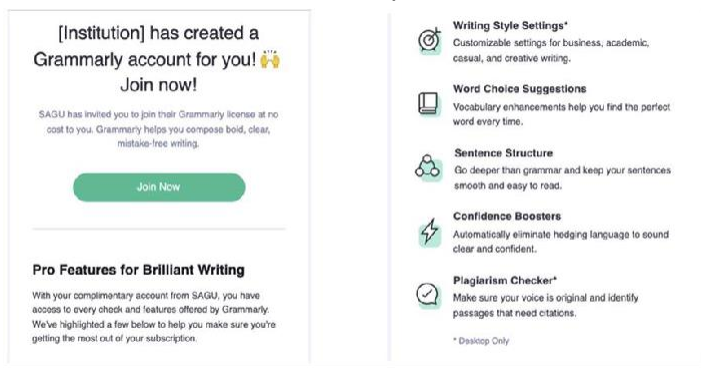 [Institution] has created a
Grammarly account for you! 🙌
Join now!
SAGU has invited you to join their Grammarly license at no
cost to you. Grammarly helps you compose bold, clear,
mistake-free writing.
Join Now
Pro Features for Brilliant Writing
With your complimentary account from SAGU, you have
access to every check and features offered by Grammarly.
We've highlighted a few below to help you make sure you're
getting the most out of your subscription.
Writing Style Settings*
Customizable settings for business, academic,
casual, and creative writing.
Word Choice Suggestions
Vocabulary enhancements help you find the perfect
word every time.
Sentence Structure
Go deeper than grammar and keep your sentences
smooth and easy to read.
Confidence Boosters
Automatically eliminate hedging language to sound
clear and confident.
Plagiarism Checker*
Make sure your voice is original and identify
passages that need citations.
* Desktop Only